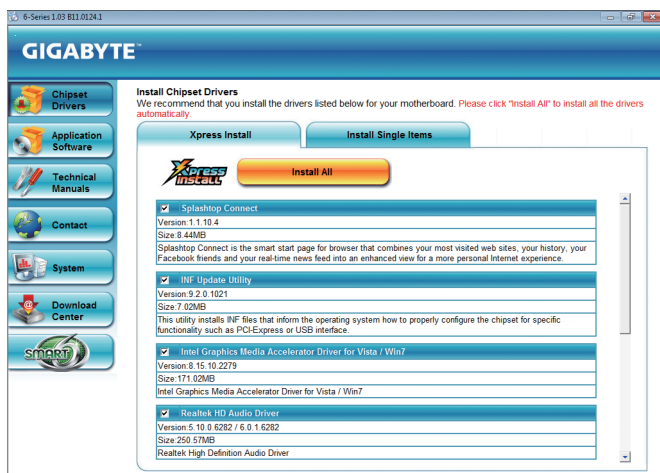 6-Series 1.03 B11.0124.1
GIGABYTE™
Chipset
Drivers
Application
Software
Technical
Manuals
Contact
System
Download
Center
SMART6
Install Chipset Drivers
We recommend that you install the drivers listed below for your motherboard. Please click "Install All" to install all the drivers
automatically.
Xpress Install
Install Single Items
Xpress
INSTALL
Install All
Splashtop Connect
Version:1.1.10.4
Size:8.44MB
Splashtop Connect is the smart start page for browser that combines your most visited web sites, your history, your
Facebook friends and your real-time news feed into an enhanced view for a more personal Internet experience.
INF Update Utility
Version:9.2.0.1021
Size:7.02MB
This utility installs INF files that inform the operating system how to properly configure the chipset for specific
functionality such as PCI-Express or USB interface.
Intel Graphics Media Accelerator Driver for Vista / Win7
Version:8.15.10.2279
Size:171.02MB
Intel Graphics Media Accelerator Driver for Vista / Win7
Realtek HD Audio Driver
Version:5.10.0.6282 / 6.0.1.6282
Size:250.57MB
Realtek High Definition Audio Driver